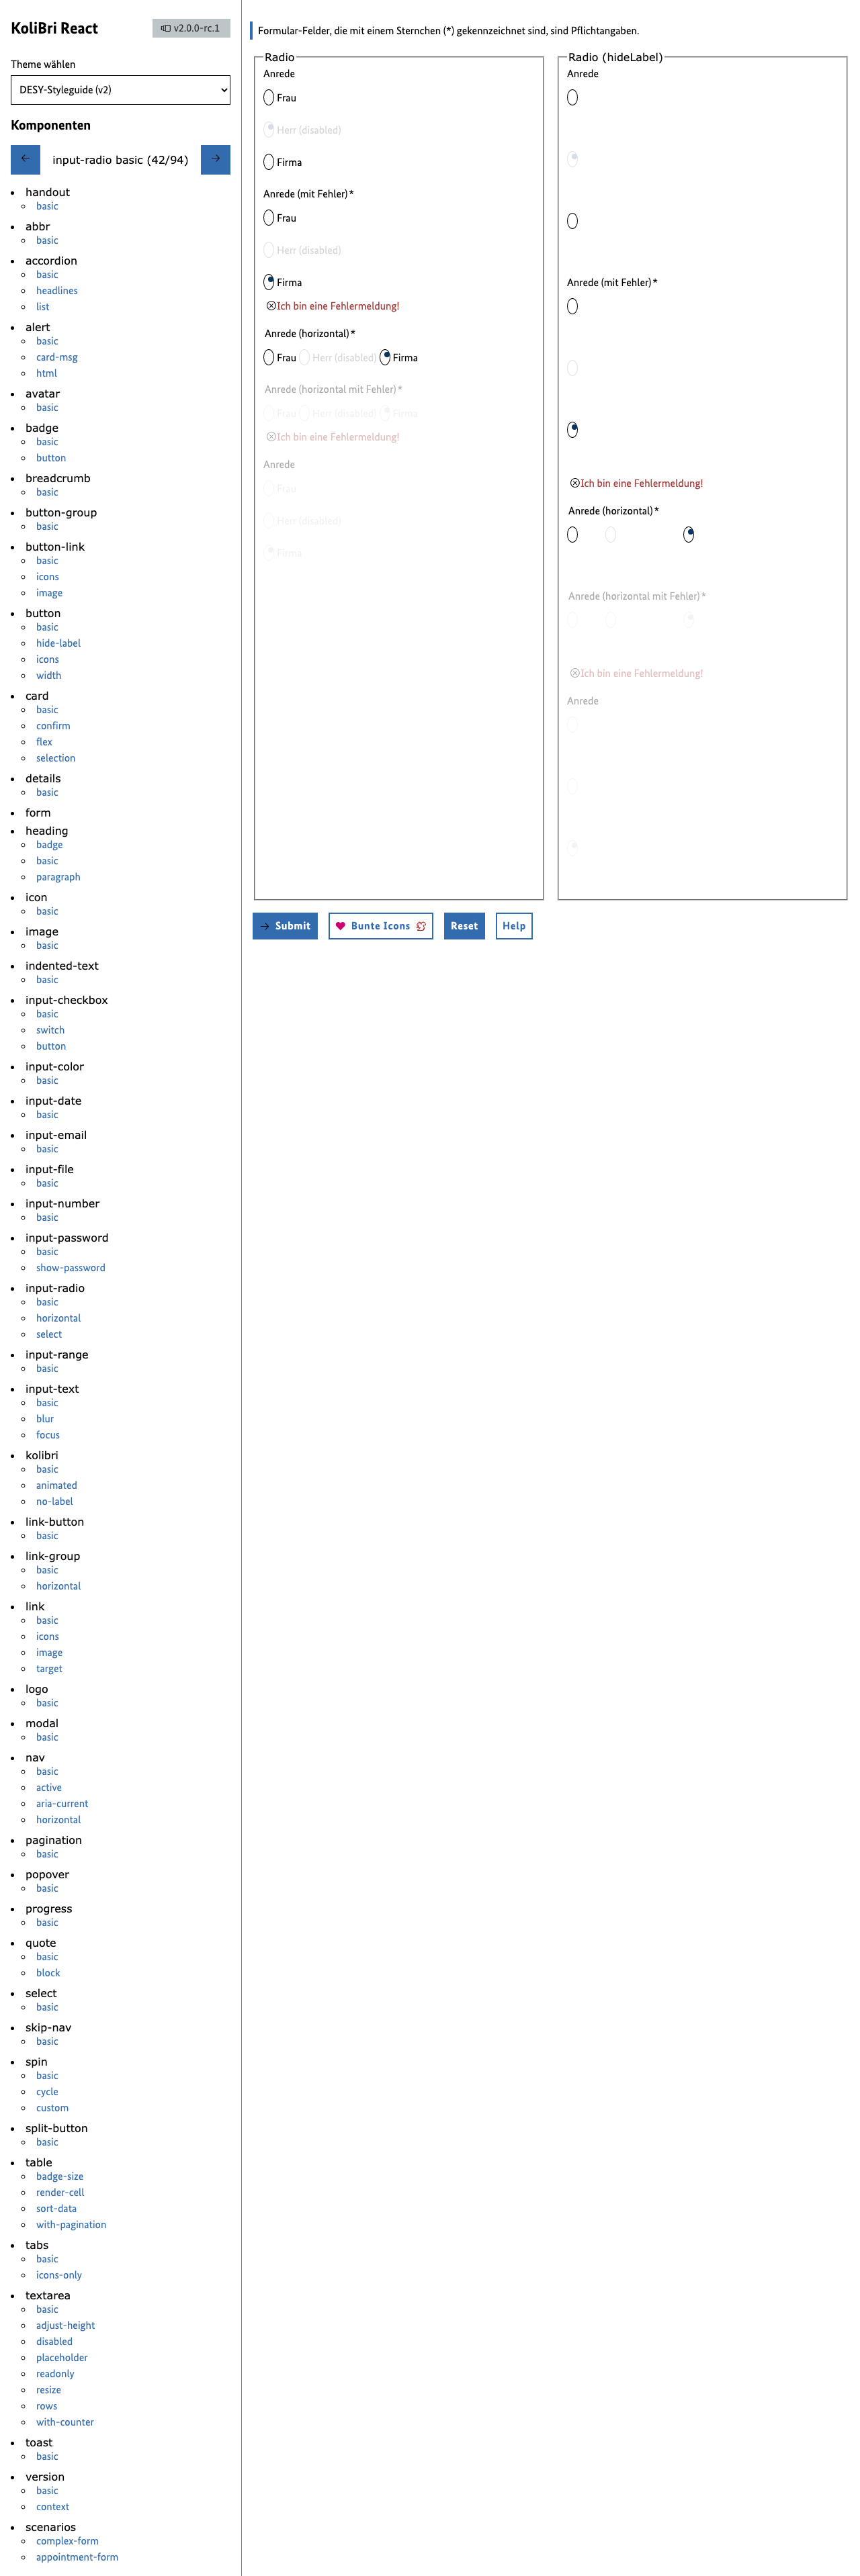 KoliBri React
v2.0.0-rc.1
Theme wählen
DESY-Styleguide (v2)
Komponenten
input-radio basic (42/94)
handout
basic
abbr
basic
accordion
basic
headlines
list
alert
basic
card-msg
html
avatar
basic
badge
basic
button
breadcrumb
basic
button-group
basic
button-link
basic
icons
image
button
basic
hide-label
icons
width
card
basic
confirm
flex
selection
details
basic
form
heading
badge
basic
paragraph
icon
basic
image
basic
indented-text
basic
input-checkbox
basic
switch
button
input-color
basic
input-date
basic
input-email
basic
input-file
basic
input-number
basic
input-password
basic
show-password
input-radio
basic
horizontal
select
input-range
basic
input-text
basic
blur
focus
kolibri
basic
animated
no-label
link-button
basic
link-group
basic
horizontal
link
basic
icons
image
target
logo
basic
modal
basic
nav
basic
active
aria-current
horizontal
pagination
basic
popover
basic
progress
basic
quote
basic
block
select
basic
skip-nav
basic
spin
basic
cycle
custom
split-button
basic
table
badge-size
render-cell
sort-data
with-pagination
tabs
basic
icons-only
textarea
basic
adjust-height
disabled
placeholder
readonly
resize
rows
with-counter
toast
basic
version
basic
context
scenarios
complex-form
appointment-form
Formular-Felder, die mit einem Sternchen (*) gekennzeichnet sind, sind Pflichtangaben.
Radio
Anrede
Frau
Herr (disabled)
Firma
Anrede (mit Fehler)*
Frau
Herr (disabled)
Firma
Ich bin eine Fehlermeldung!
Anrede (horizontal)*
Frau Herr (disabled) Firma
Anrede (horizontal mit Fehler)*
Frau Herr (disabled) Firma
Ich bin eine Fehlermeldung!
Anrede
Frau
Herr (disabled)
Firma
Radio (hideLabel)
Anrede
Anrede (mit Fehler)*
Ich bin eine Fehlermeldung!
Anrede (horizontal)*
Anrede (horizontal mit Fehler)*
Ich bin eine Fehlermeldung!
Anrede
Submit Bunte Icons Reset Help